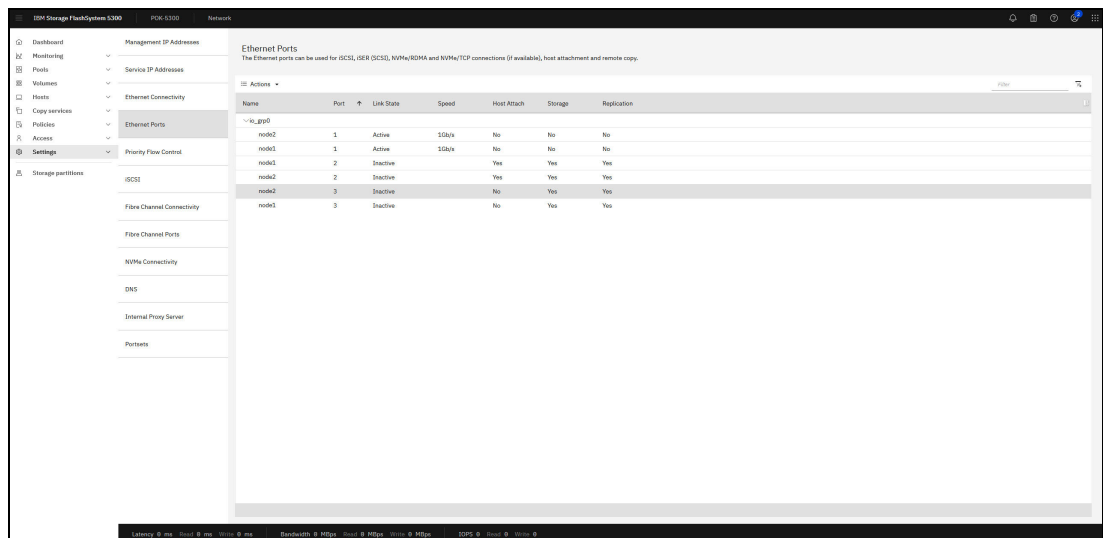 IBM Storage FlashSystem 5300 POK-5300 Network 2
Dashboard
Monitoring
Pools
Volumes
Hosts
Copy services
Policies
Access
Settings
Storage partitions
Management IP Addresses
Service IP Addresses
Ethernet Connectivity
Ethernet Ports
Priority Flow Control
iSCSI
Fibre Channel Connectivity
Fibre Channel Ports
NVMe Connectivity
DNS
Internal Proxy Server
Portsets
Ethernet Ports
The Ethernet ports can be used for iSCSI, iSER (SCSI), NVMe/RDMA and NVMe/TCP connections (if available), host attachment and remote copy.
Actions Filter
Name Port Link State Speed Host Attach Storage Replication
io_grp0
node2 1 Active 1Gb/s No No No
node1 1 Active 1Gb/s No No No
node1 2 Inactive Yes Yes Yes
node2 2 Inactive Yes Yes Yes
node2 3 Inactive No Yes Yes
node1 3 Inactive No Yes Yes
Latency 0 ms Read 0 ms Write 0 ms Bandwidth 0 MBps Read 0 MBps Write 0 MBps IOPS 0 Read 0 Write 0